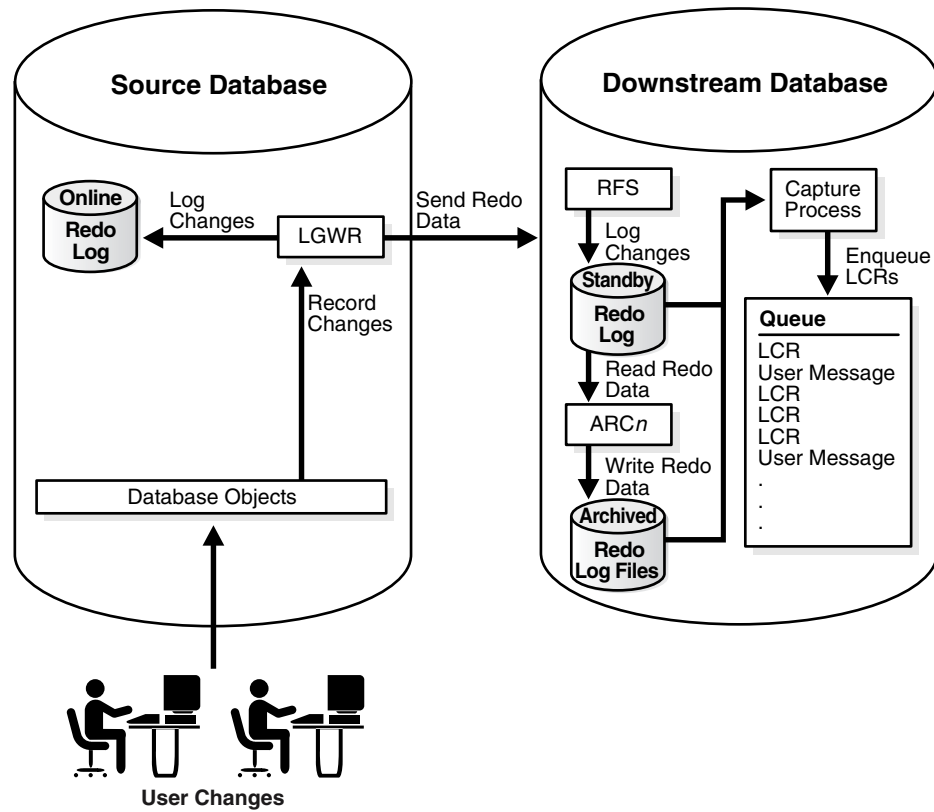 Source Database
Online
Redo
Log
Log
Changes
LGWR
Send Redo
Data
Record
Changes
Database Objects
User Changes
Downstream Database
RFS
Log
Changes
Standby
Redo
Log
Read Redo
Data
ARCn
Write Redo
Data
Archived
Redo
Log Files
Capture
Process
Enqueue
LCRs
Queue
LCR
User Message
LCR
LCR
LCR
User Message
.
.
.